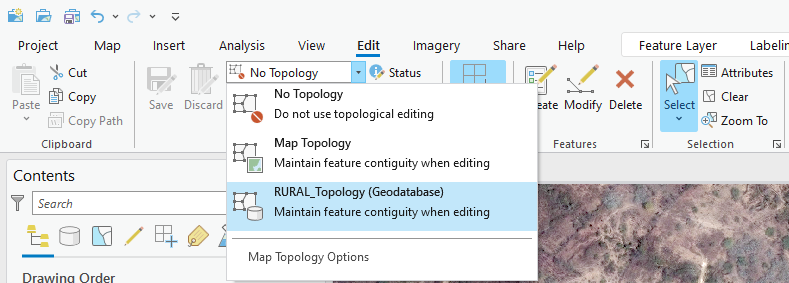 Project Map Insert Analysis View Edit Imagery Share Help Feature Layer
Cut
Copy
Copy Path
Paste
Clipboard
Save Discard
No Topology
Status
No Topology
Do not use topological editing
Map Topology
Maintain feature contiguity when editing
RURAL_Topology (Geodatabase)
Maintain feature contiguity when editing
Map Topology Options
Modify Delete
Features
Select
Attributes
Clear
Zoom To
Selection
Contents
Search
Drawing Order